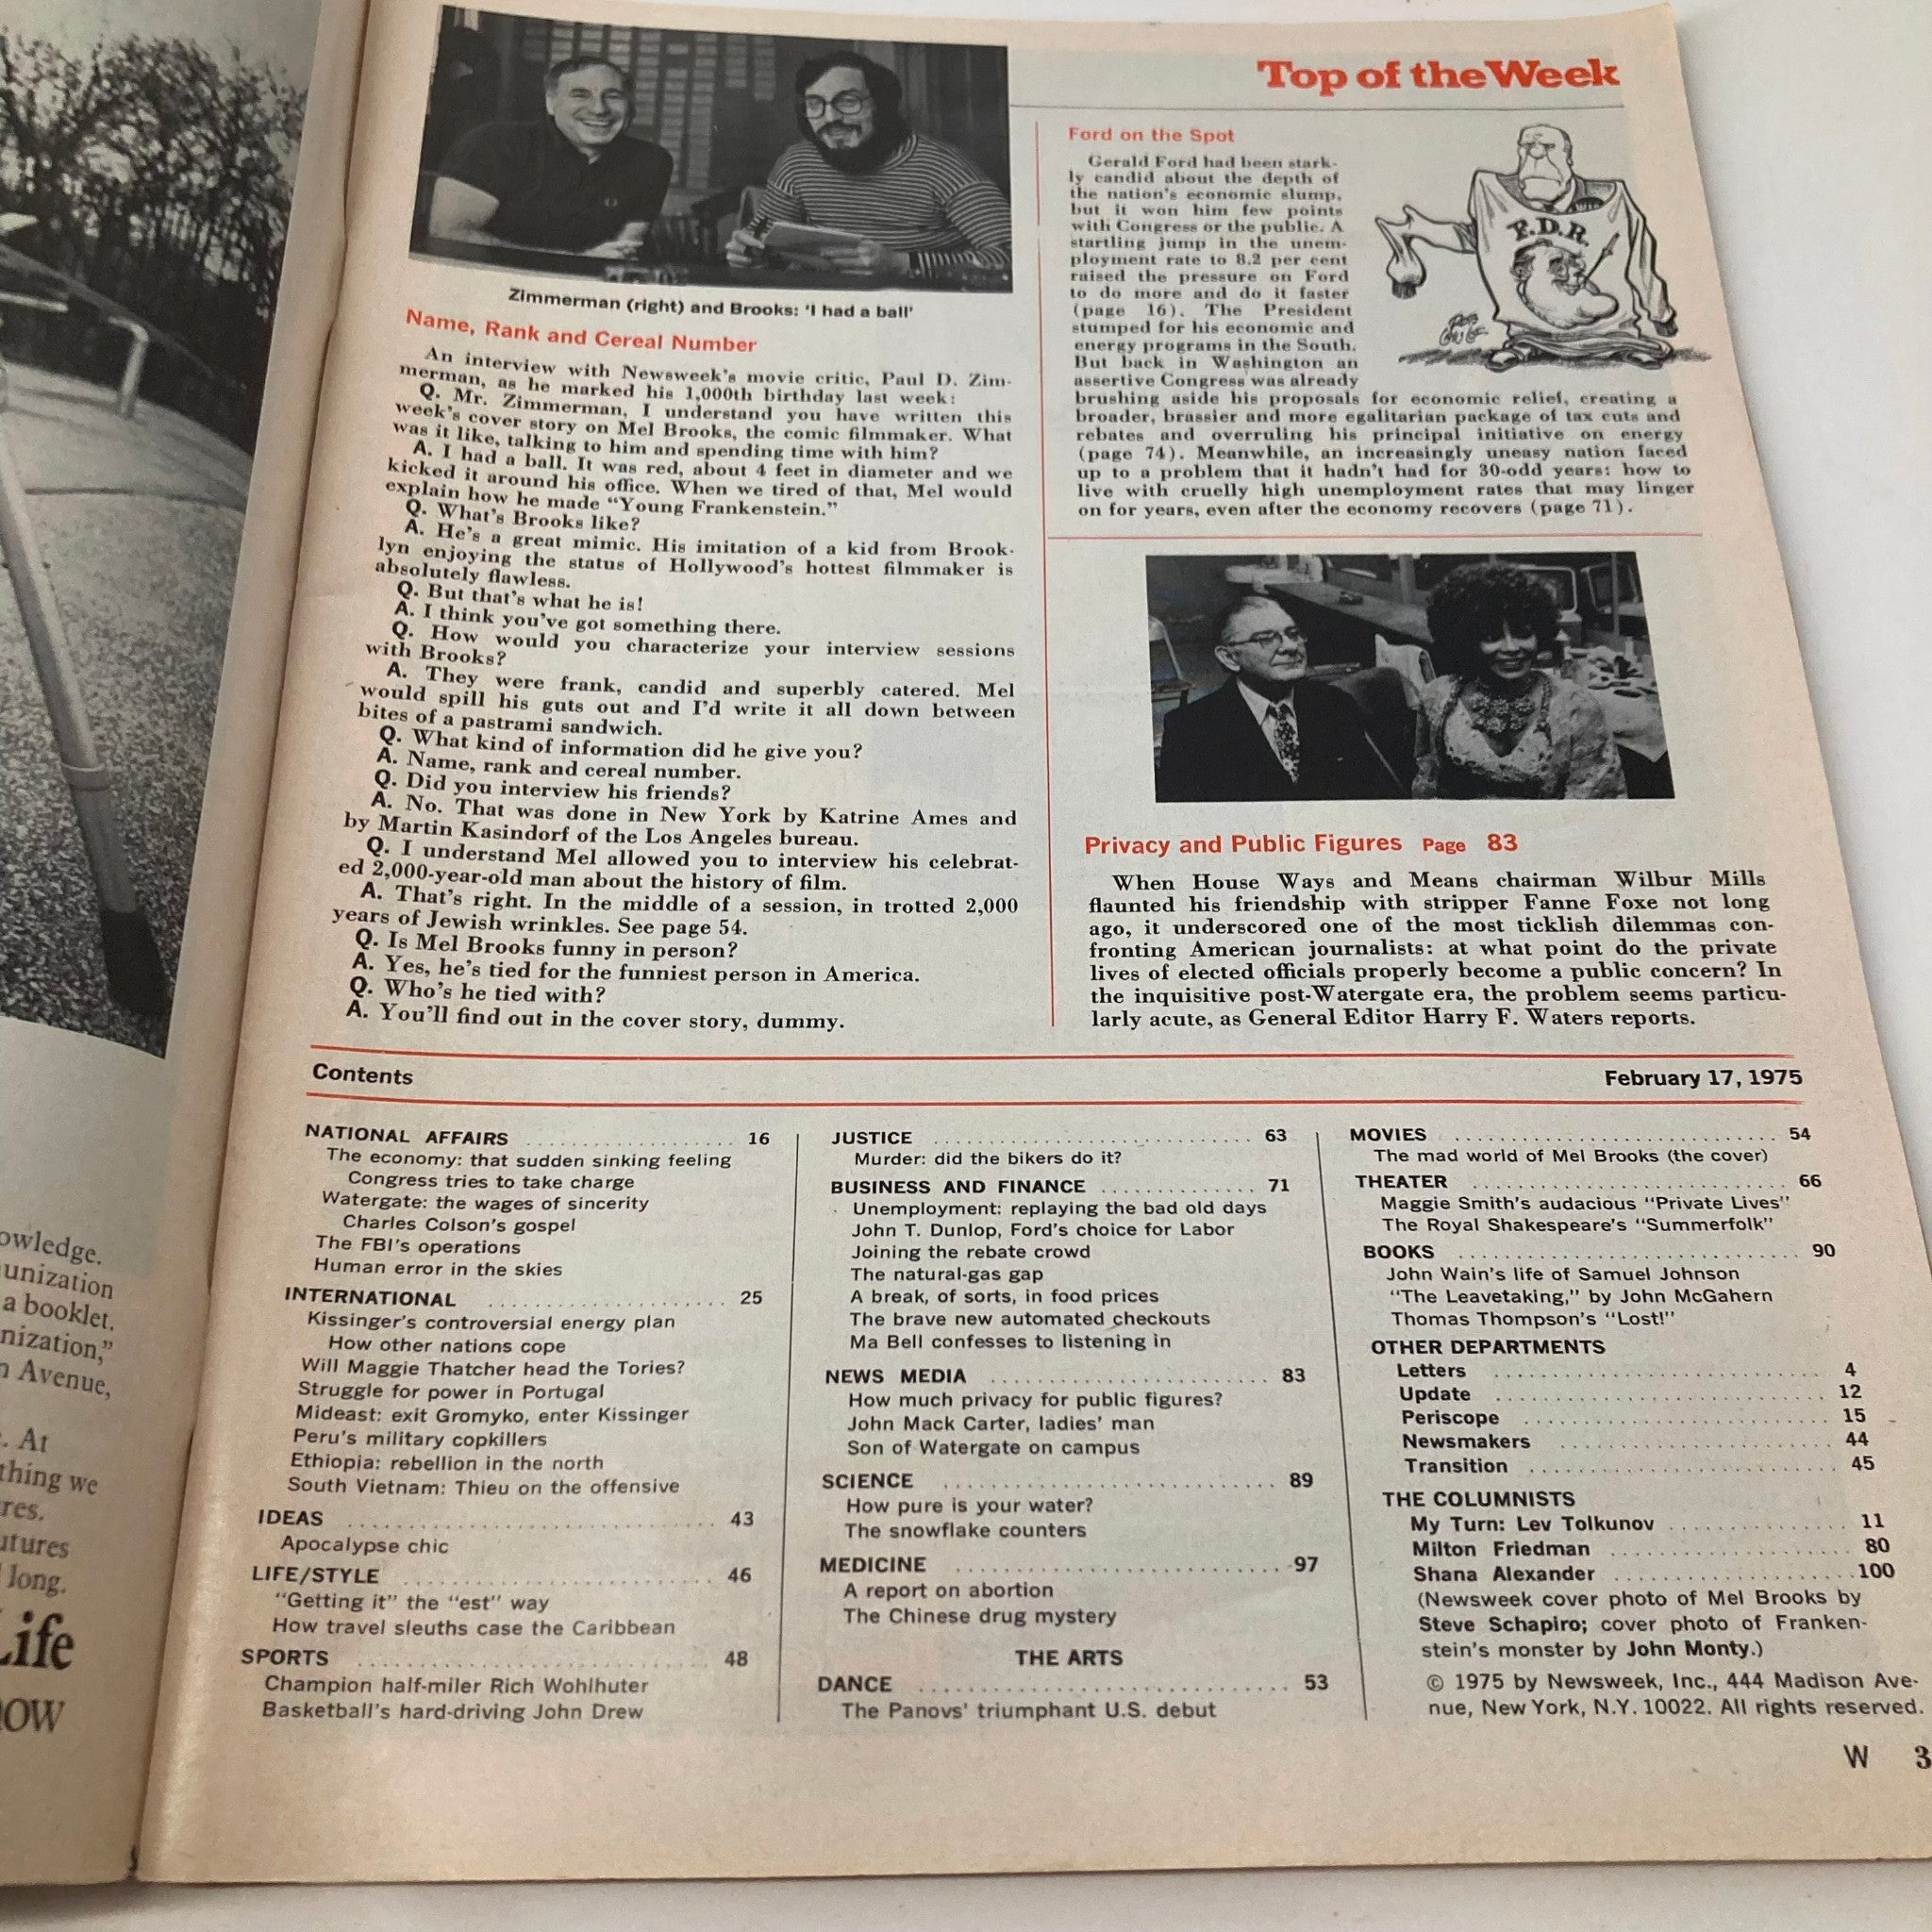 Top of the Week
Zimmerman (right) and Brooks: ‘I had a ball’
Name, Rank and Cereal Number
An interview with Newsweek's movie critic, Paul D. Zim-
merman, as he marked his 1,000th birthday last week:
Q. Mr. Zimmerman, I understand you have written this
week's cover story on Mel Brooks, the comic filmmaker. What
was it like, talking to him and spending time with him?
A. I had a ball. It was red, about 4 feet in diameter and we
kicked it around his office. When we tired of that, Mel would
explain how he made “Young Frankenstein.”
Q. What's Brooks like?
A. He's a great mimic. His imitation of a kid from Brook-
lyn enjoying the status of Hollywood's hottest filmmaker is
absolutely flawless.
Q. But that's what he is!
A. I think you've got something there.
Q. How would you characterize your interview sessions
with Brooks?
A. They were frank, candid and superbly catered. Mel
would spill his guts out and I'd write it all down between
bites of a pastrami sandwich.
Q. What kind of information did he give you?
A. Name, rank and cereal number.
Q. Did you interview his friends?
A. No. That was done in New York by Katrine Ames and
by Martin Kasindorf of the Los Angeles bureau.
Q. I understand Mel allowed you to interview his celebrat-
ed 2,000-year-old man about the history of film.
A. That's right. In the middle of a session, in trotted 2,000
years of Jewish wrinkles. See page 54.
Q. Is Mel Brooks funny in person?
A. Yes, he's tied for the funniest person in America.
Q. Who's he tied with?
A. You'll find out in the cover story, dummy.
Ford on the Spot
Gerald Ford had been stark-
ly candid about the depth of
the nation's economic slump,
but it won him few points
with Congress or the public. A
startling jump in the unem-
ployment rate to 8.2 per cent
raised the pressure on Ford
to do more and do it faster
(page 16). The President
stumped for his economic and
energy programs in the South.
But back in Washington an
assertive Congress was already
brushing aside his proposals for economic relief, creating a
broader, brassier and more egalitarian package of tax cuts and
rebates and overruling his principal initiative on energy
(page 74). Meanwhile, an increasingly uneasy nation faced
up to a problem that it hadn't had for 30-odd years: how to
live with cruelly high unemployment rates that may linger
on for years, even after the economy recovers (page 71).
F.D.R.
WIN
Privacy and Public Figures Page 83
When House Ways and Means chairman Wilbur Mills
flaunted his friendship with stripper Fanne Foxe not long
ago, it underscored one of the most ticklish dilemmas con-
fronting American journalists: at what point do the private
lives of elected officials properly become a public concern? In
the inquisitive post-Watergate era, the problem seems particu-
larly acute, as General Editor Harry F. Waters reports.
Contents
February 17, 1975
NATIONAL AFFAIRS 16
The economy: that sudden sinking feeling
Congress tries to take charge
Watergate: the wages of sincerity
Charles Colson's gospel
The FBI's operations
Human error in the skies
INTERNATIONAL 25
Kissinger's controversial energy plan
How other nations cope
Will Maggie Thatcher head the Tories?
Struggle for power in Portugal
Mideast: exit Gromyko, enter Kissinger
Peru's military copkillers
Ethiopia: rebellion in the north
South Vietnam: Thieu on the offensive
IDEAS 43
Apocalypse chic
LIFE/STYLE 46
“Getting it” the “est” way
How travel sleuths case the Caribbean
SPORTS 48
Champion half-miler Rich Wohlhuter
Basketball's hard-driving John Drew
JUSTICE 63
Murder: did the bikers do it?
BUSINESS AND FINANCE 71
Unemployment: replaying the bad old days
John T. Dunlop, Ford's choice for Labor
Joining the rebate crowd
The natural-gas gap
A break, of sorts, in food prices
The brave new automated checkouts
Ma Bell confesses to listening in
NEWS MEDIA 83
How much privacy for public figures?
John Mack Carter, ladies' man
Son of Watergate on campus
SCIENCE 89
How pure is your water?
The snowflake counters
MEDICINE 97
A report on abortion
The Chinese drug mystery
THE ARTS
DANCE 53
The Panovs' triumphant U.S. debut
MOVIES 54
The mad world of Mel Brooks (the cover)
THEATER 66
Maggie Smith's audacious “Private Lives”
The Royal Shakespeare's “Summerfolk”
BOOKS 90
John Wain's life of Samuel Johnson
“The Leavetaking,” by John McGahern
Thomas Thompson's “Lost!”
OTHER DEPARTMENTS
Letters 4
Update 12
Periscope 15
Newsmakers 44
Transition 45
THE COLUMNISTS
My Turn: Lev Tolkunov 11
Milton Friedman 80
Shana Alexander 100
(Newsweek cover photo of Mel Brooks by
Steve Schapiro; cover photo of Franken-
stein's monster by John Monty.)
© 1975 by Newsweek, Inc., 444 Madison Ave-
nue, New York, N.Y. 10022. All rights reserved.
W 3
owledge.
unization
a booklet.
nization,”
n Avenue,
. At
thing we
res.
utures
long.
Life
now